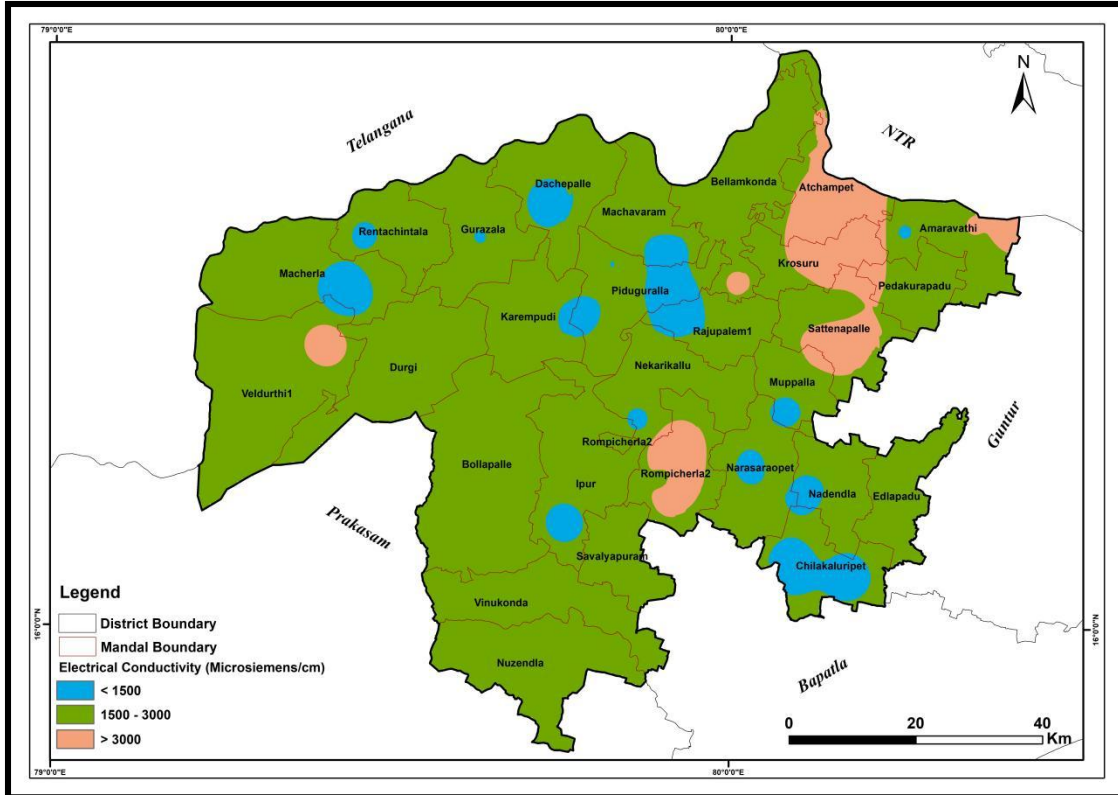 79°0'0"E
80°0'0"E
N
Telangana
NTR
Dachepalle
Bellamkonda
Atchampet
Machavaram
Rentachintala
Gurazala
Amaravathi
Macherla
Krosuru
Piduguralla
Pedakurapadu
Karempudi
Rajupalem1
Sattenapalle
Durgi
Nekarikallu
Veldurthi1
Muppalla
Guntur
Rompicherla2
Bollapalle
Rompicherla2
Narasaraopet
Ipur
Nadendla
Edlapadu
Prakasam
Savalyapuram
Chilakaluripet
Vinukonda
Nuzendla
Bapatla
16°0'0"N
16°0'0"N
Legend
District Boundary
Mandal Boundary
Electrical Conductivity (Microsiemens/cm)
< 1500
1500 - 3000
> 3000
0 20 40
Km
79°0'0"E
80°0'0"E